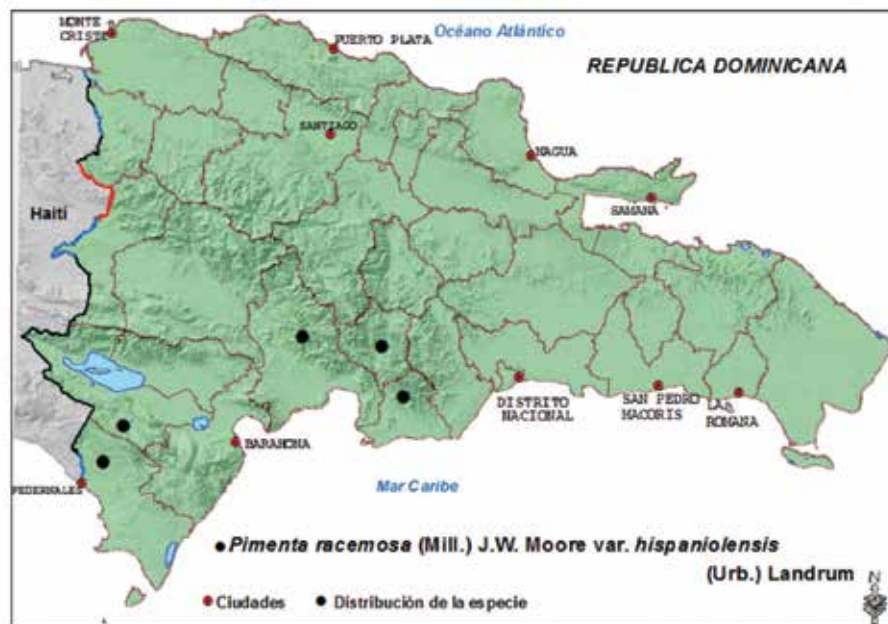 MONTE
CRISTI
PUERTO PLATA
Océano Atlántico
REPUBLICA DOMINICANA
SANTIAGO
NAGUA
SAMANA
Haití
DISTRITO
NACIONAL
SAN PEDRO
MACORIS
LA
ROMANA
BARAHONA
PEDERNALES
Mar Caribe
Pimenta racemosa (Mill.) J.W. Moore var. hispaniolensis
(Urb.) Landrum
Ciudades
Distribución de la especie
N